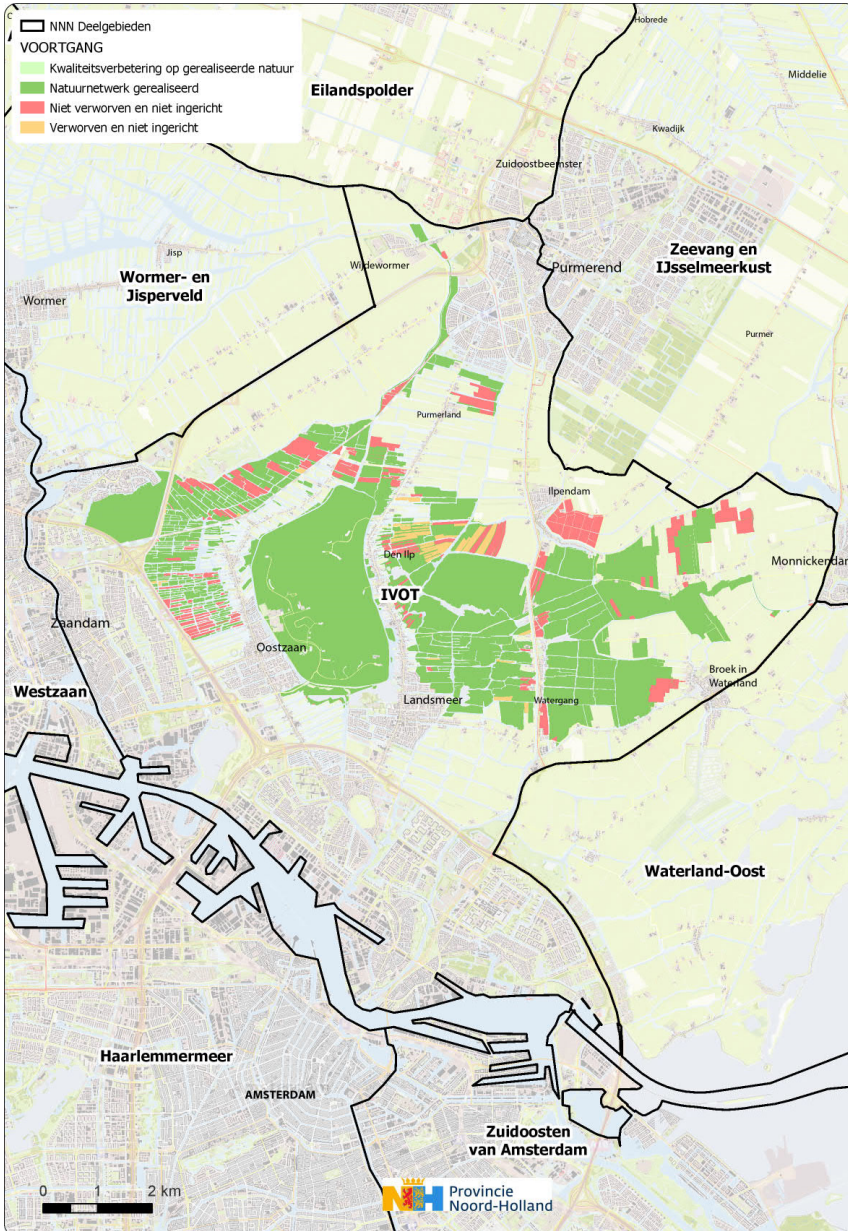 NNN Deelgebieden
VOORTGANG
Kwaliteitsverbetering op gerealiseerde natuur
Natuurnetwerk gerealiseerd
Niet verworven en niet ingericht
Verworven en niet ingericht
Hobrede
Middelie
Eilandspolder
Kwadijk
Zuidoostbeemster
Jisp
Wijdewormer
Zeevang en
IJsselmeerkust
Purmerend
Wormer- en
Jisperveld
Wormer
Purmer
Purmerland
Ilpendam
Den Ilp
Monnickendam
IVOT
Zaandam
Oostzaan
Broek in
Waterland
Westzaan
Landsmeer
Watergang
Waterland-Oost
Haarlemmermeer
AMSTERDAM
Zuidoosten
van Amsterdam
0 1 2 km
Provincie
Noord-Holland